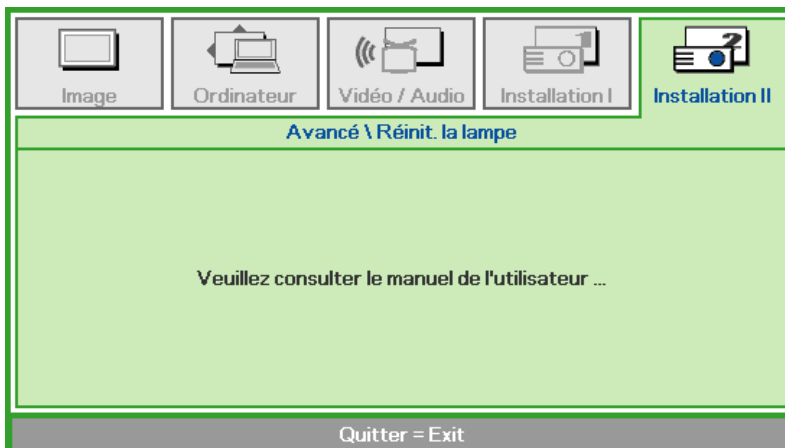 Image
Ordinateur
Vidéo / Audio
Installation I
Installation II
Avancé \ Réinit. la lampe
Veuillez consulter le manuel de l'utilisateur ...
Quitter = Exit